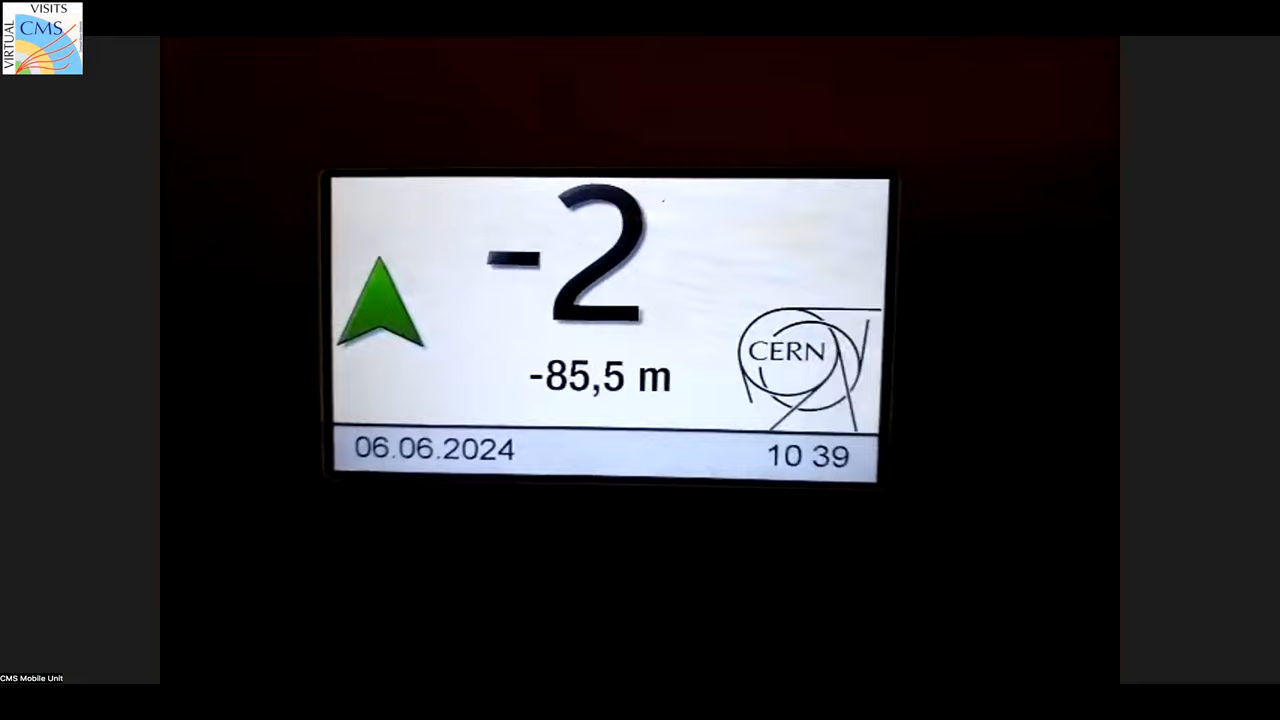 VISITS
VIRTUAL
CMS
-2
-85,5 m
CERN
06.06.2024
10 39
CMS Mobile Unit